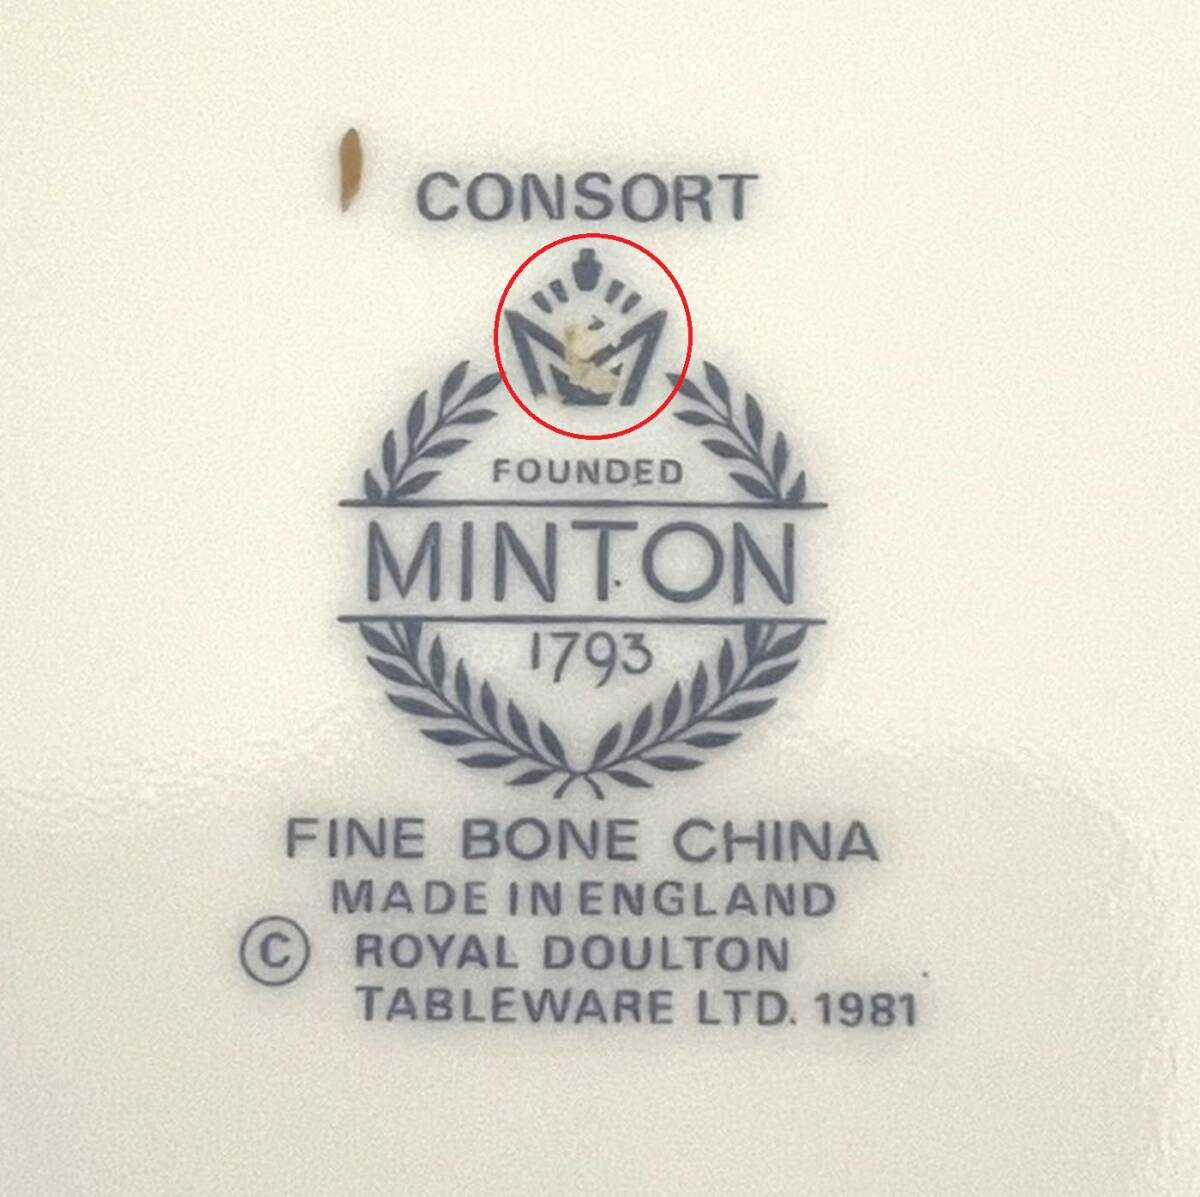 CONSORT
FOUNDED
MINTON
1793
FINE BONE CHINA
MADE IN ENGLAND
© ROYAL DOULTON
TABLEWARE LTD. 1981